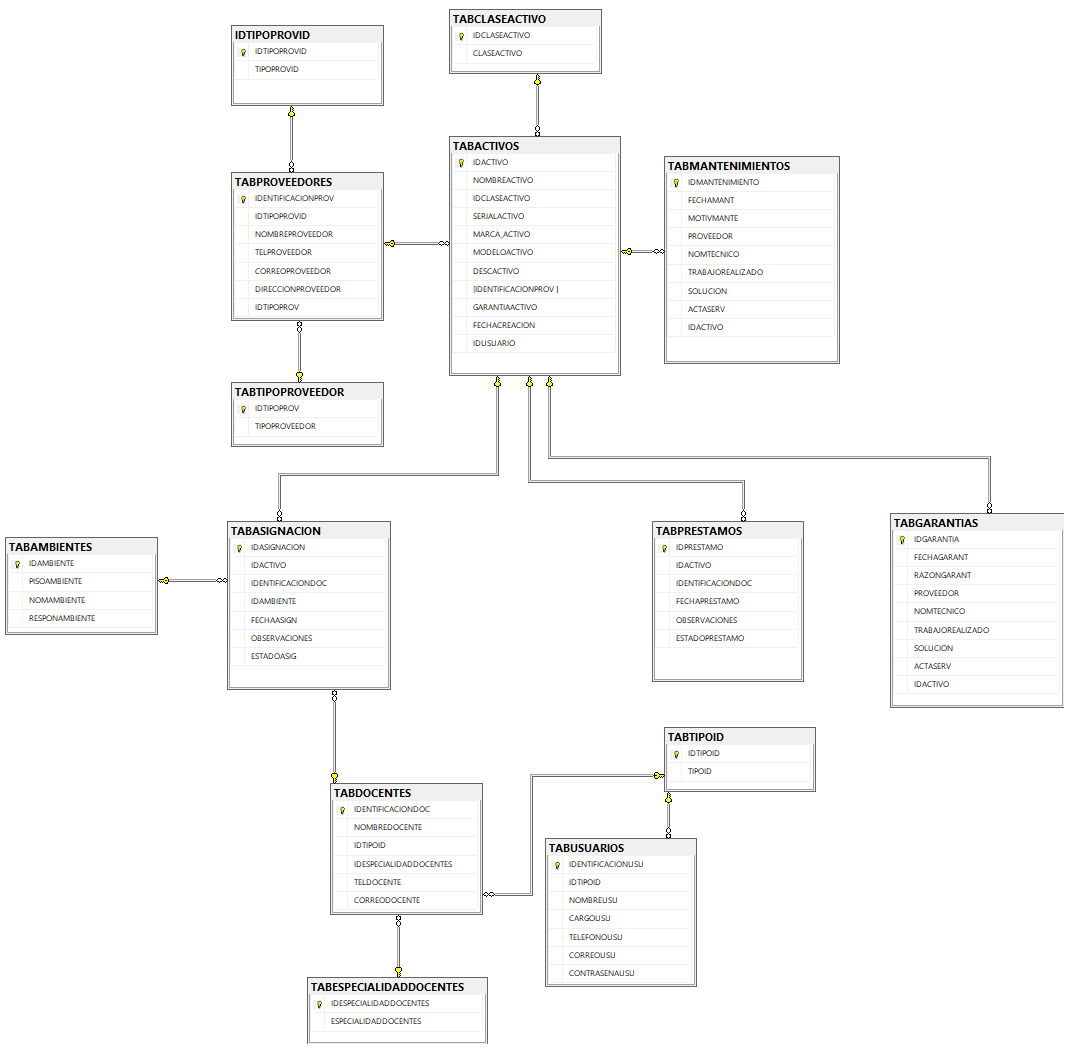 TABCLASEACTIVO
IDCLASEACTIVO
CLASEACTIVO
IDTIPOPROVID
IDTIPOPROVID
TIPOPROVID
TABACTIVOS
IDACTIVO
NOMBREACTIVO
IDCLASEACTIVO
SERIALACTIVO
MARCA_ACTIVO
MODELOACTIVO
DESCACTIVO
[IDENTIFICACIONPROV ]
GARANTIAACTIVO
FECHACREACION
IDUSUARIO
TABMANTENIMIENTOS
IDMANTENIMIENTO
FECHAMANT
MOTIVMANTE
PROVEEDOR
NOMTECNICO
TRABAJOREALIZADO
SOLUCION
ACTASERV
IDACTIVO
TABPROVEEDORES
IDENTIFICACIONPROV
IDTIPOPROVID
NOMBREPROVEEDOR
TELPROVEEDOR
CORREOPROVEEDOR
DIRECCIONPROVEEDOR
IDTIPOPROV
TABTIPOPROVEEDOR
IDTIPOPROV
TIPOPROVEEDOR
TABAMBIENTES
IDAMBIENTE
PISOAMBIENTE
NOMAMBIENTE
RESPONAMBIENTE
TABASIGNACION
IDASIGNACION
IDACTIVO
IDENTIFICACIONDOC
IDAMBIENTE
FECHAASIGN
OBSERVACIONES
ESTADOASIG
TABPRESTAMOS
IDPRESTAMO
IDACTIVO
IDENTIFICACIONDOC
FECHAPRESTAMO
OBSERVACIONES
ESTADOPRESTAMO
TABGARANTIAS
IDGARANTIA
FECHAGARANT
RAZONGARANT
PROVEEDOR
NOMTECNICO
TRABAJOREALIZADO
SOLUCION
ACTASERV
IDACTIVO
TABTIPOID
IDTIPOID
TIPOID
TABDOCENTES
IDENTIFICACIONDOC
NOMBREDOCENTE
IDTIPOID
IDESPECIALIDADDOCENTES
TELDOCENTE
CORREODOCENTE
TABUSUARIOS
IDENTIFICACIONUSU
IDTIPOID
NOMBREUSU
CARGOUSU
TELEFONOUSU
CORREOUSU
CONTRASENAUSU
TABESPECIALIDADDOCENTES
IDESPECIALIDADDOCENTES
ESPECIALIDADDOCENTES